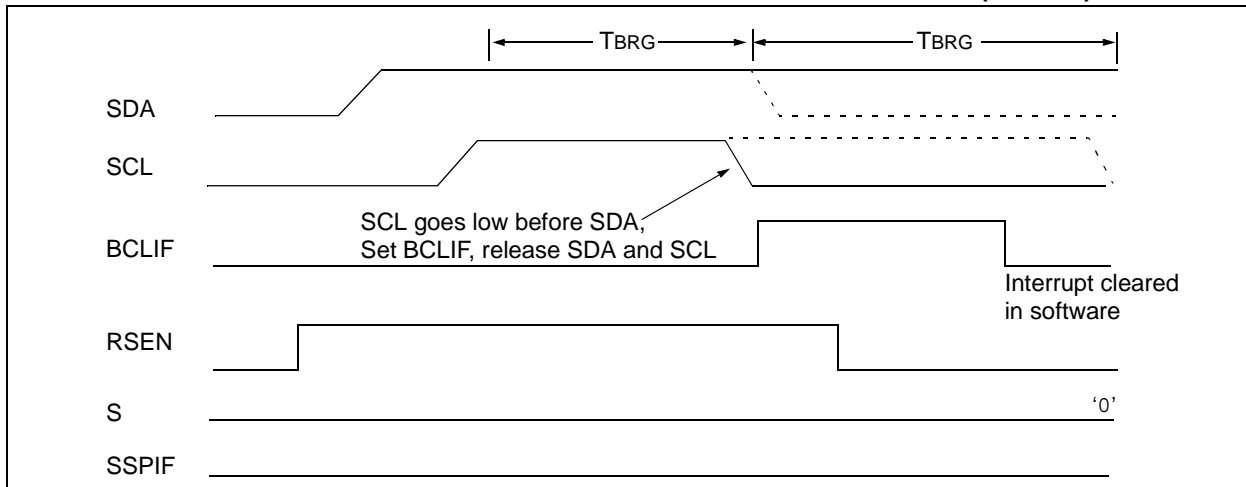 TBRG TBRG
SDA
SCL
SCL goes low before SDA,
Set BCLIF, release SDA and SCL
BCLIF
Interrupt cleared
in software
RSEN
S
‘0’
SSPIF